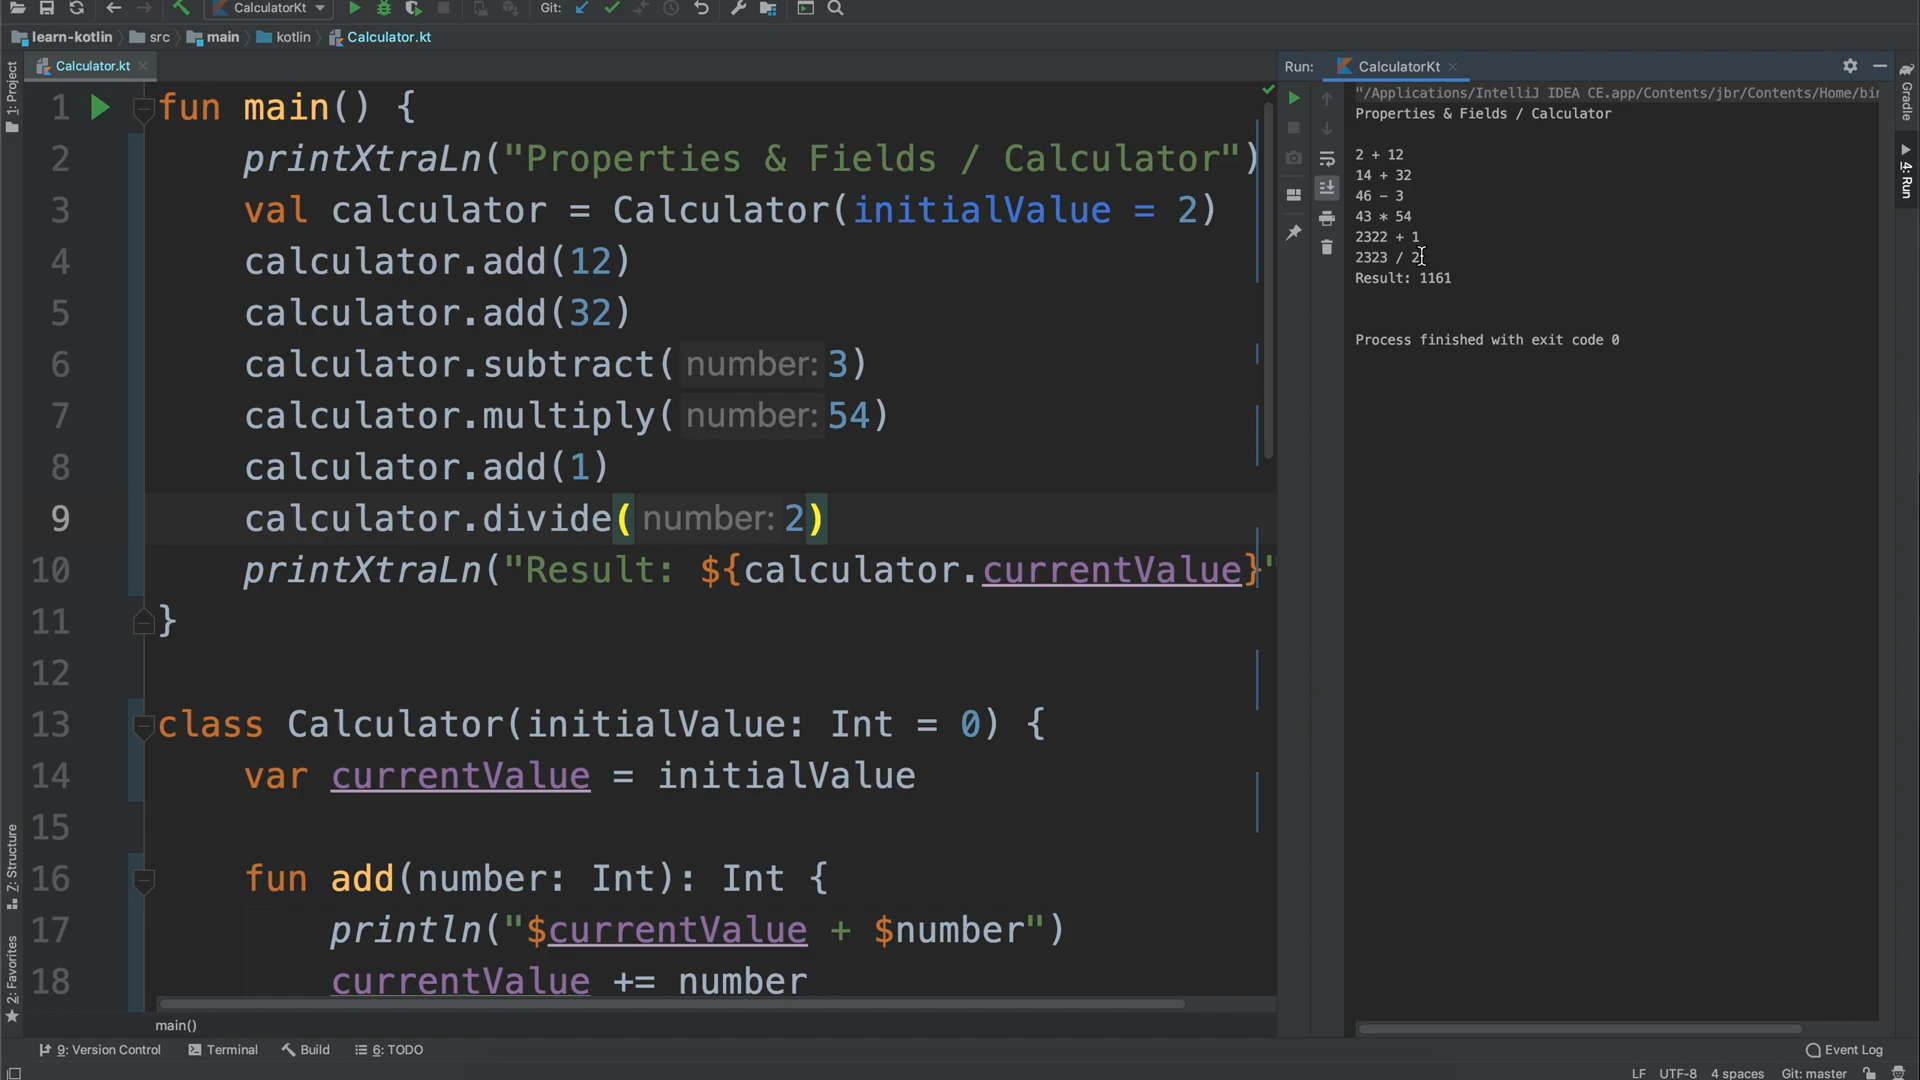 CalculatorKt
Git:
learn-kotlin
src
main
kotlin
Calculator.kt
Calculator.kt
1: Project
1 fun main() {
2 printXtraLn("Properties & Fields / Calculator")
3 val calculator = Calculator(initialValue = 2)
4 calculator.add(12)
5 calculator.add(32)
6 calculator.subtract( number: 3)
7 calculator.multiply( number: 54)
8 calculator.add(1)
9 calculator.divide( number: 2)
10 printXtraLn("Result: ${calculator.currentValue}"
11 }
12
13 class Calculator(initialValue: Int = 0) {
14 var currentValue = initialValue
15
16 fun add(number: Int): Int {
17 println("$currentValue + $number")
18 currentValue += number
main()
7: Structure
2: Favorites
Run:
CalculatorKt
"/Applications/IntelliJ IDEA CE.app/Contents/jbr/Contents/Home/bin
Properties & Fields / Calculator
2 + 12
14 + 32
46 - 3
43 * 54
2322 + 1
2323 / 2
Result: 1161
Process finished with exit code 0
Gradle
4: Run
9: Version Control
Terminal
Build
6: TODO
Event Log
LF
UTF-8
4 spaces
Git: master